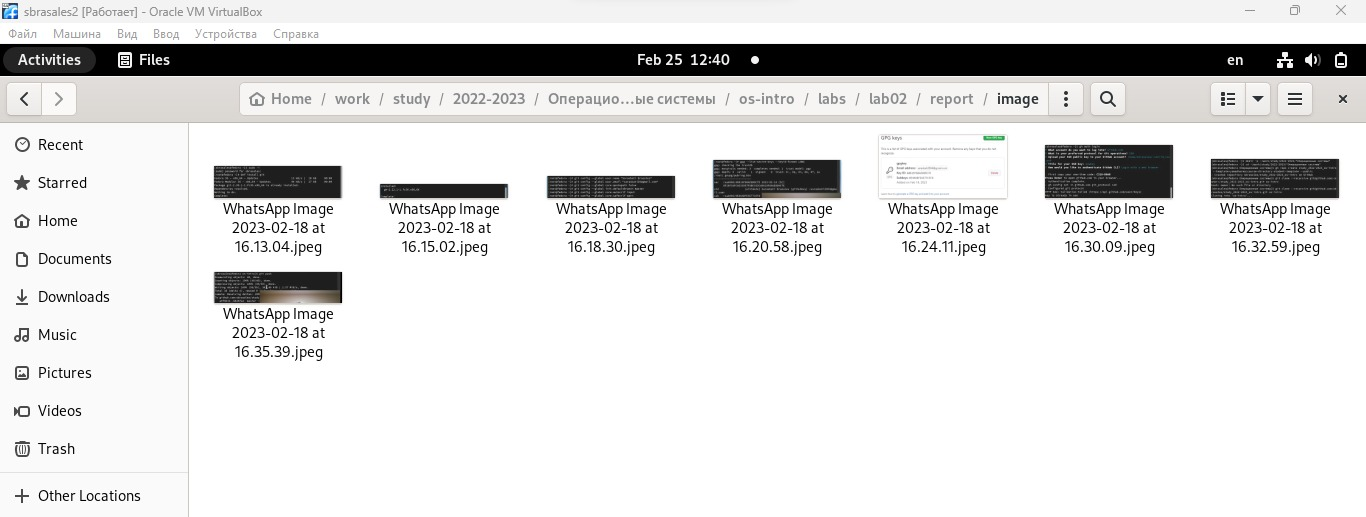 sbrasales2 [Работает] - Oracle VM VirtualBox
Файл Машина Вид Ввод Устройства Справка
Activities Files Feb 25 12:40 en
Home / work / study / 2022-2023 / Операцио…ые системы / os-intro / labs / lab02 / report / image
Recent
Starred
Home
Documents
Downloads
Music
Pictures
Videos
Trash
Other Locations
GPG keys
WhatsApp Image
2023-02-18 at
16.13.04.jpeg
WhatsApp Image
2023-02-18 at
16.15.02.jpeg
WhatsApp Image
2023-02-18 at
16.18.30.jpeg
WhatsApp Image
2023-02-18 at
16.20.58.jpeg
WhatsApp Image
2023-02-18 at
16.24.11.jpeg
WhatsApp Image
2023-02-18 at
16.30.09.jpeg
WhatsApp Image
2023-02-18 at
16.32.59.jpeg
WhatsApp Image
2023-02-18 at
16.35.39.jpeg